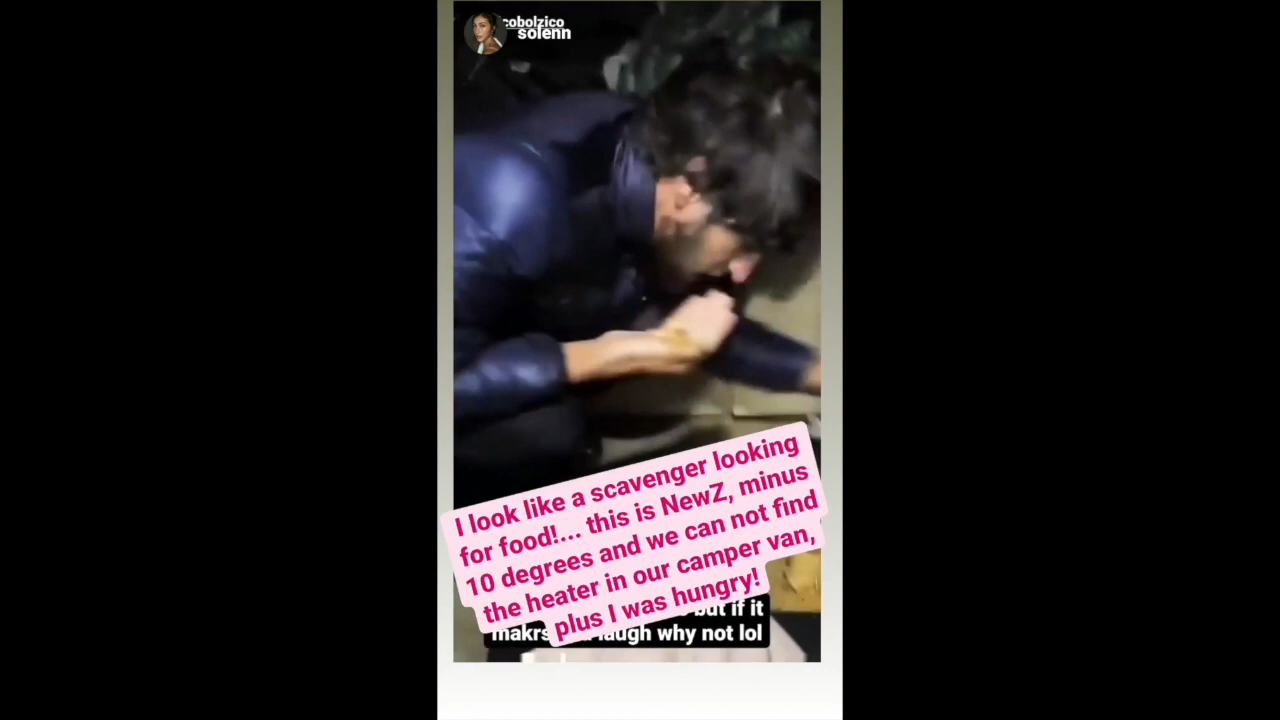 cobolzico
solenn
I look like a scavenger looking
for food!... this is NewZ, minus
10 degrees and we can not find
the heater in our camper van,
plus I was hungry!
but if it
laugh why not lol